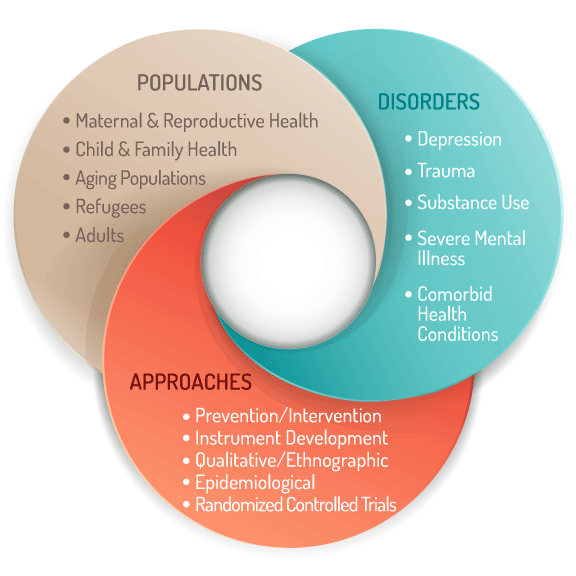 POPULATIONS
• Maternal & Reproductive Health
• Child & Family Health
• Aging Populations
• Refugees
• Adults
DISORDERS
• Depression
• Trauma
• Substance Use
• Severe Mental
Illness
• Comorbid
Health
Conditions
APPROACHES
• Prevention/Intervention
• Instrument Development
• Qualitative/Ethnographic
• Epidemiological
• Randomized Controlled Trials